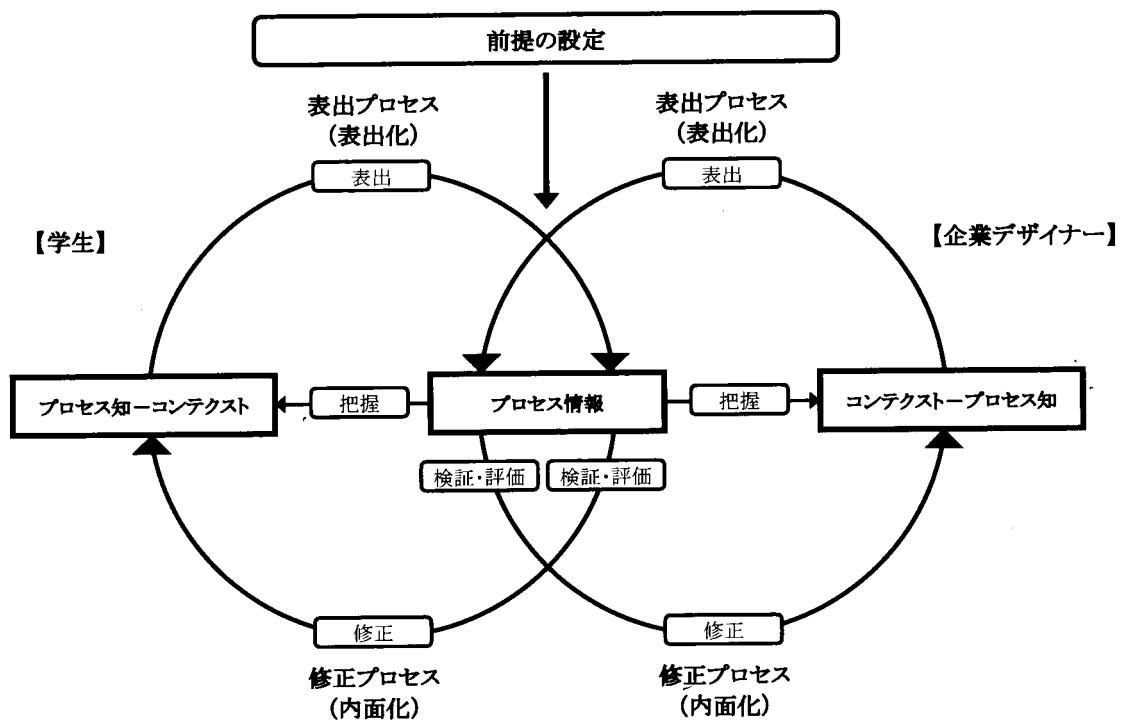 前提の設定
表出プロセス
(表出化)
表出プロセス
(表出化)
表出
表出
【学生】
【企業デザイナー】
プロセス知－コンテクスト
把握
プロセス情報
把握
コンテクスト－プロセス知
検証・評価
検証・評価
修正
修正
修正プロセス
(内面化)
修正プロセス
(内面化)